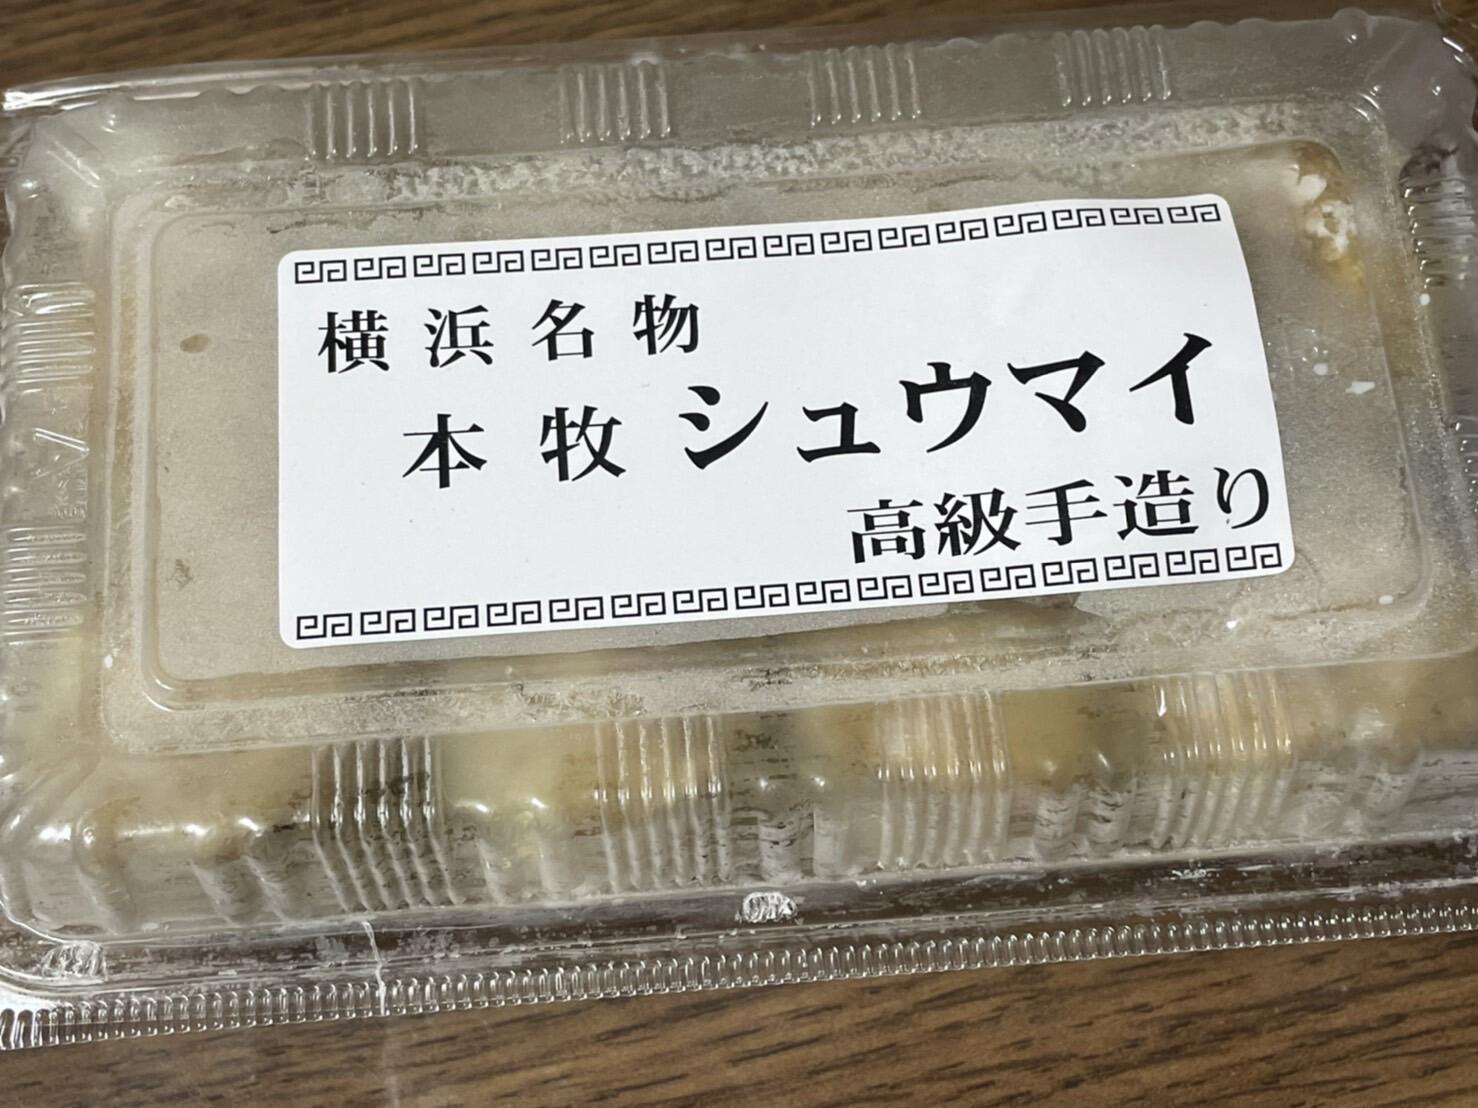 横浜名物
本牧シュウマイ
高級手造り